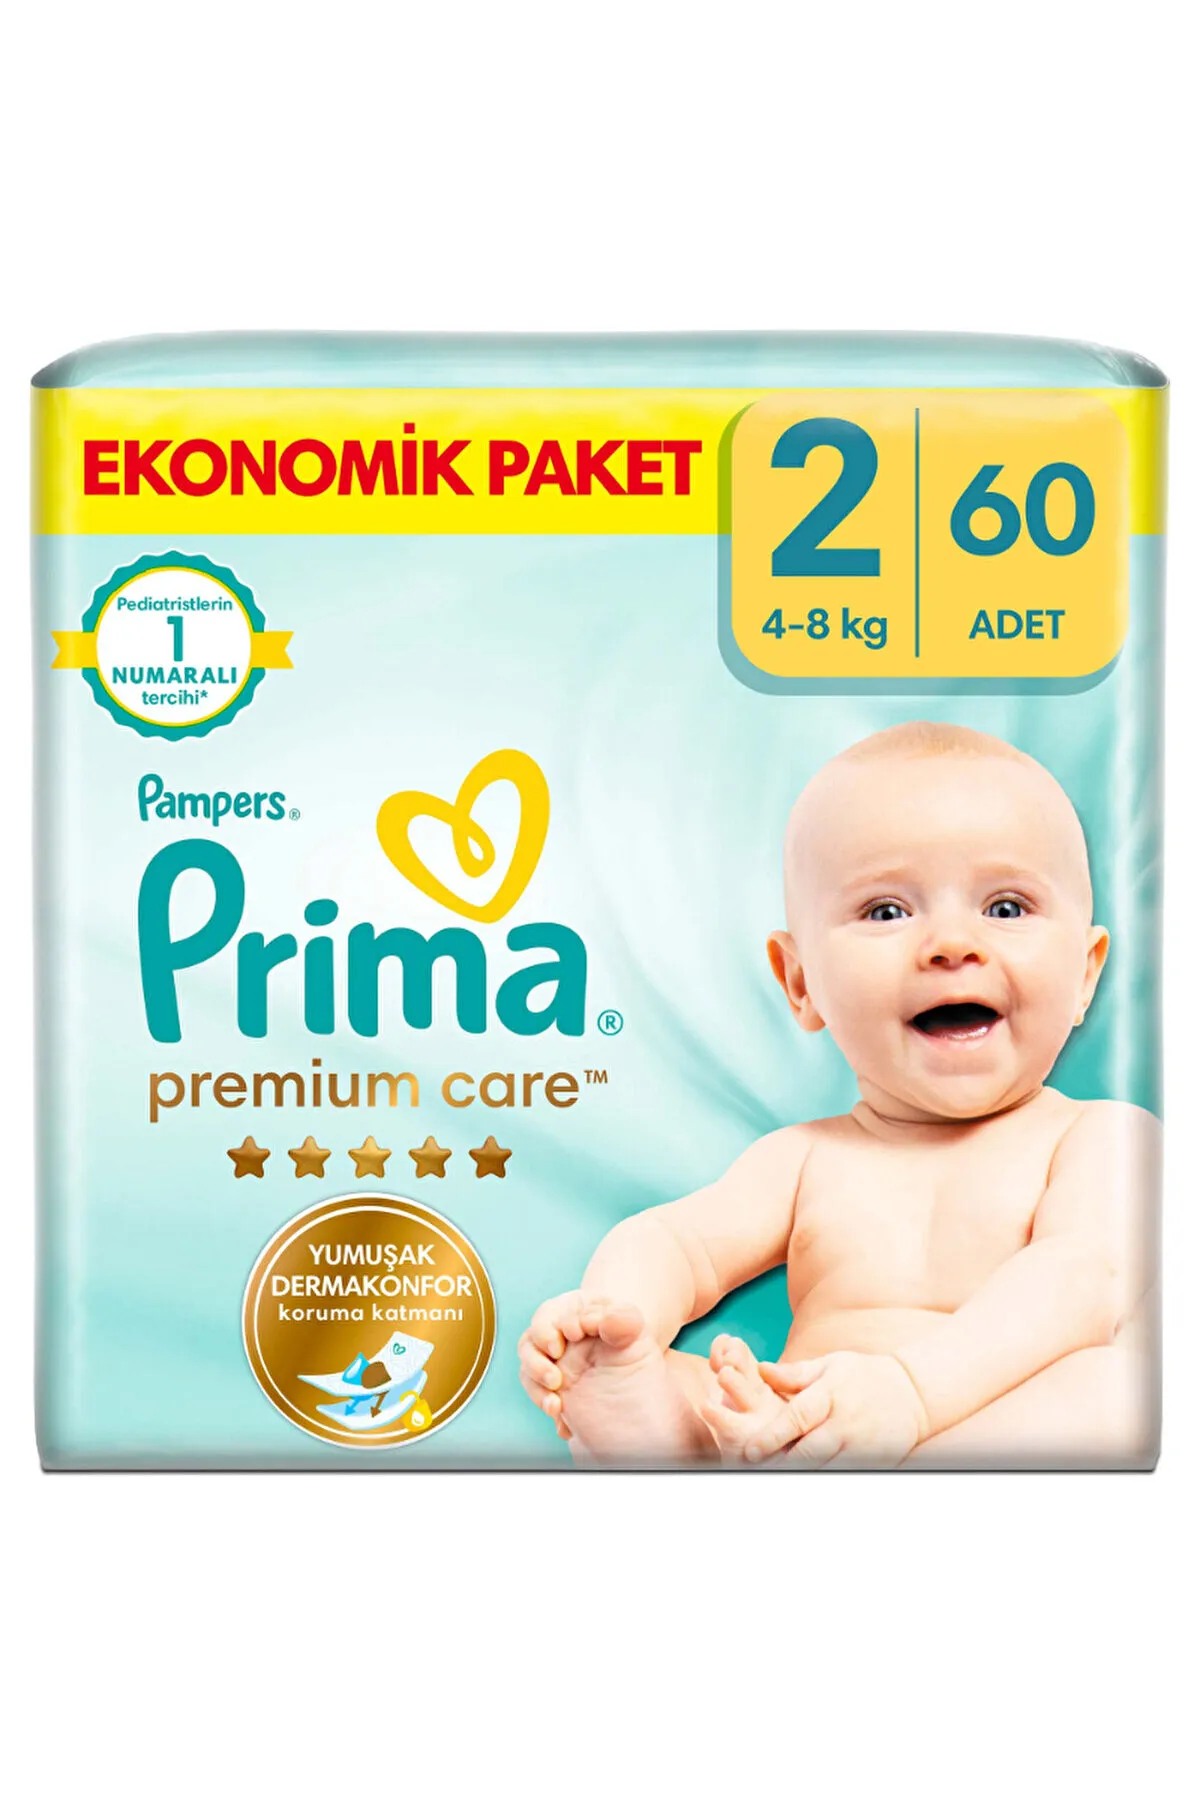 EKONOMİK PAKET
2
4-8 kg
60
ADET
Pediatristlerin
1
NUMARALI
tercihi*
Pampers®
Prima®
premium care™
YUMUŞAK
DERMAKONFOR
koruma katmanı